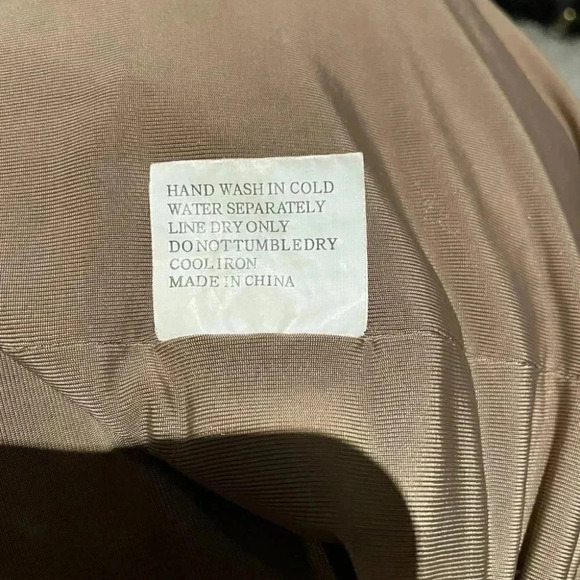 HAND WASH IN COLD
WATER SEPARATELY
LINE DRY ONLY
DO NOT TUMBLE DRY
COOL IRON
MADE IN CHINA